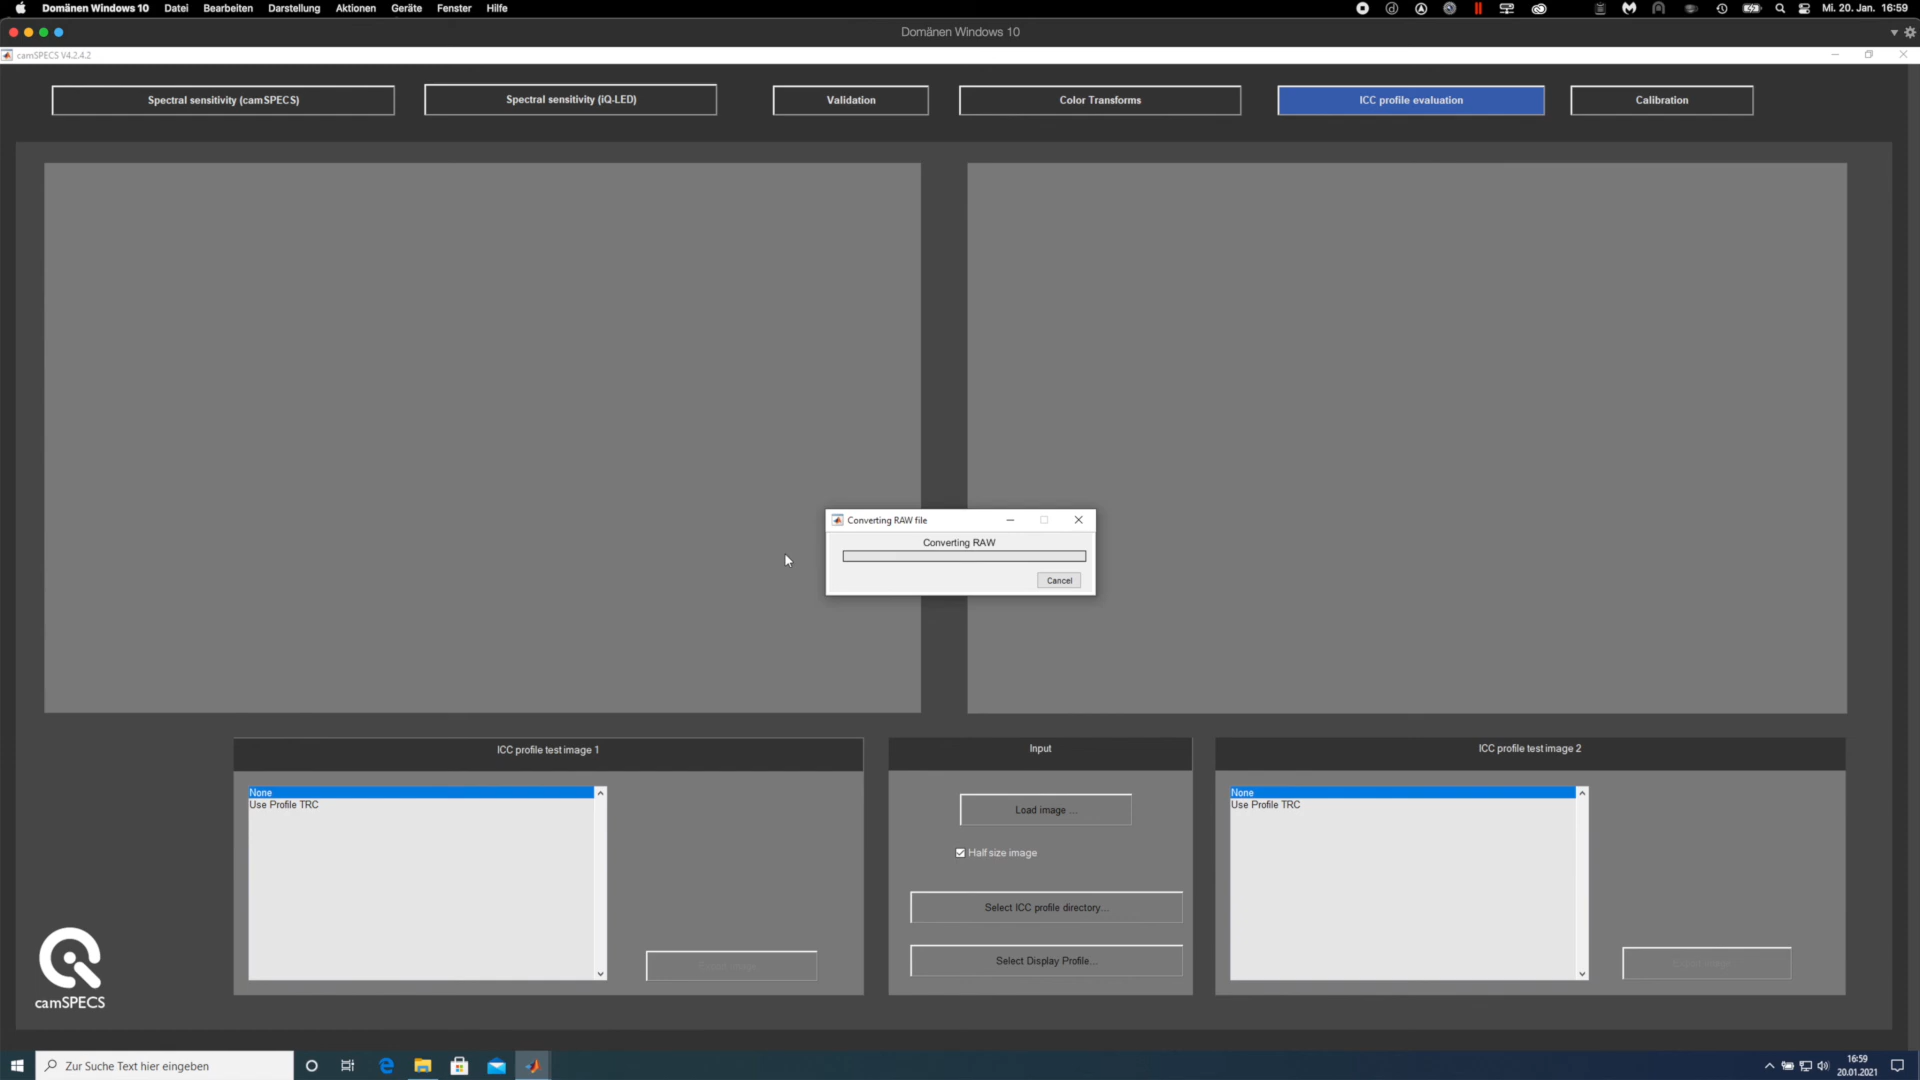 Domänen Windows 10 Datei Bearbeiten Darstellung Aktionen Geräte Fenster Hilfe
Mi. 20. Jan. 16:59
Domänen Windows 10
camSPECS V4.2.4.2
Spectral sensitivity (camSPECS)
Spectral sensitivity (iQ-LED)
Validation
Color Transforms
ICC profile evaluation
Calibration
Converting RAW file
Converting RAW
Cancel
ICC profile test image 1
None
Use Profile TRC
Input
Load image ...
Half size image
Select ICC profile directory...
Select Display Profile...
ICC profile test image 2
None
Use Profile TRC
camSPECS
Zur Suche Text hier eingeben
16:59
20.01.2021